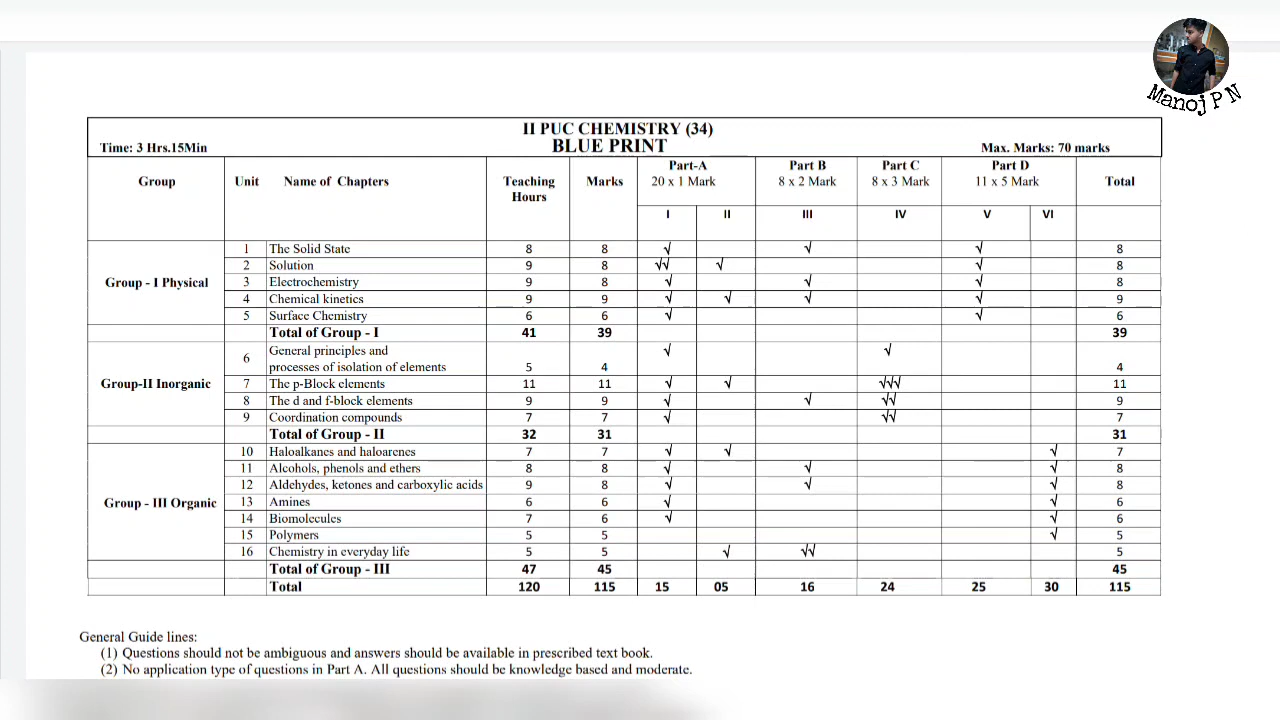 Manoj P N
II PUC CHEMISTRY (34)
Time: 3 Hrs.15Min BLUE PRINT Max. Marks: 70 marks
Group Unit Name of Chapters Teaching Hours Marks Part-A 20 x 1 Mark Part B 8 x 2 Mark Part C 8 x 3 Mark Part D 11 x 5 Mark Total
I II III IV V VI
Group - I Physical
1 The Solid State 8 8 √ √ √ 8
2 Solution 9 8 √√ √ √ 8
3 Electrochemistry 9 8 √ √ √ 8
4 Chemical kinetics 9 9 √ √ √ √ 9
5 Surface Chemistry 6 6 √ √ 6
Total of Group - I 41 39 39
Group-II Inorganic
6 General principles and processes of isolation of elements 5 4 √ √ 4
7 The p-Block elements 11 11 √ √ √√√ 11
8 The d and f-block elements 9 9 √ √ √√ 9
9 Coordination compounds 7 7 √ √√ 7
Total of Group - II 32 31 31
Group - III Organic
10 Haloalkanes and haloarenes 7 7 √ √ √ 7
11 Alcohols, phenols and ethers 8 8 √ √ √ 8
12 Aldehydes, ketones and carboxylic acids 9 8 √ √ √ 8
13 Amines 6 6 √ √ 6
14 Biomolecules 7 6 √ √ 6
15 Polymers 5 5 √ 5
16 Chemistry in everyday life 5 5 √ √√ 5
Total of Group - III 47 45 45
Total 120 115 15 05 16 24 25 30 115
General Guide lines:
(1) Questions should not be ambiguous and answers should be available in prescribed text book.
(2) No application type of questions in Part A. All questions should be knowledge based and moderate.